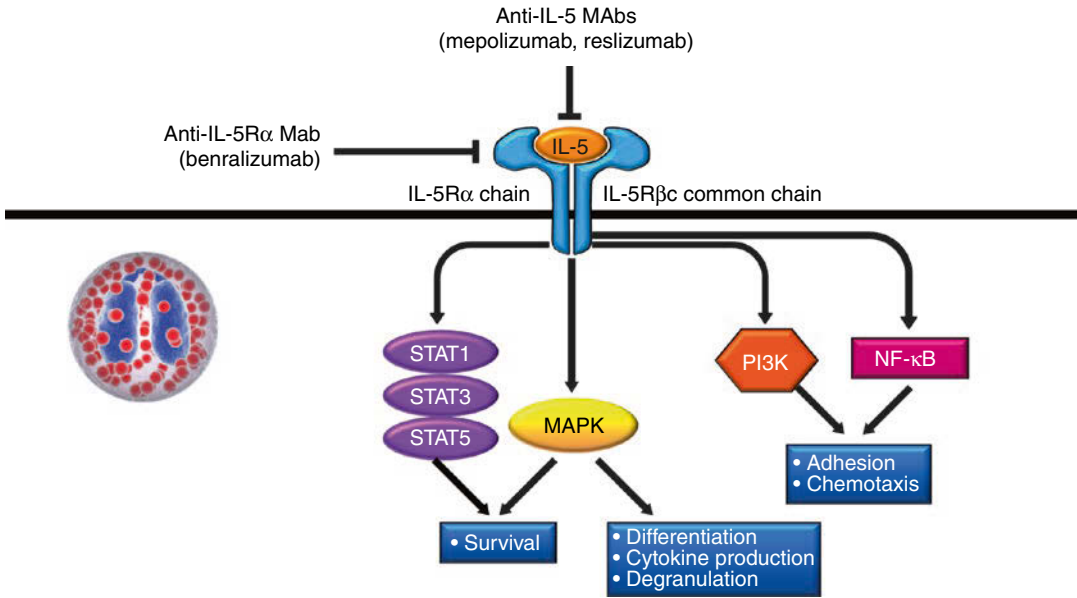 Anti-IL-5 MAbs
(mepolizumab, reslizumab)
Anti-IL-5Rα Mab
(benralizumab)
IL-5
IL-5Rα chain
IL-5Rβc common chain
STAT1
STAT3
STAT5
MAPK
PI3K
NF-κB
• Adhesion
• Chemotaxis
• Survival
• Differentiation
• Cytokine production
• Degranulation